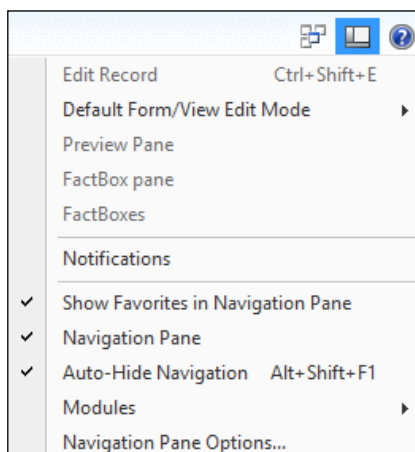 Edit Record Ctrl+Shift+E
Default Form/View Edit Mode
Preview Pane
FactBox pane
FactBoxes
Notifications
Show Favorites in Navigation Pane
Navigation Pane
Auto-Hide Navigation Alt+Shift+F1
Modules
Navigation Pane Options...